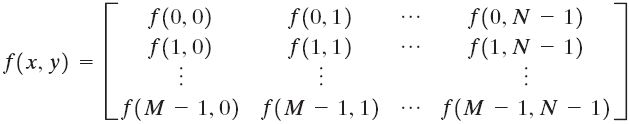 f(0, 0) f(0, 1) ⋯ f(0, N − 1)
f(1, 0) f(1, 1) ⋯ f(1, N − 1)
f(x, y) =
⋮ ⋮ ⋮
f(M − 1, 0) f(M − 1, 1) ⋯ f(M − 1, N − 1)